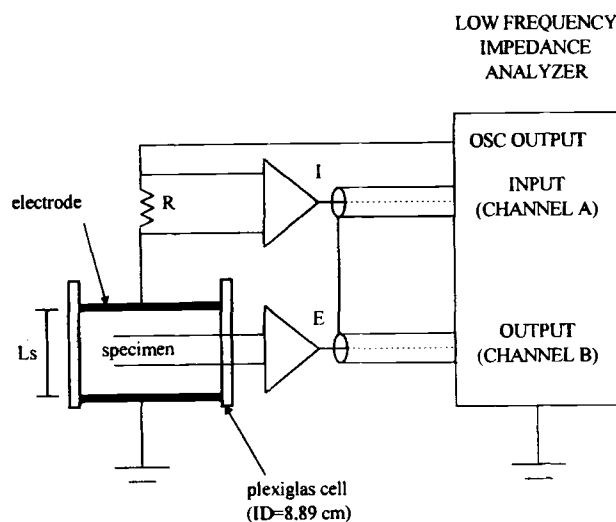 LOW FREQUENCY
IMPEDANCE
ANALYZER
OSC OUTPUT
I
INPUT
(CHANNEL A)
R
electrode
E
OUTPUT
(CHANNEL B)
Ls
specimen
plexiglas cell
(ID=8.89 cm)